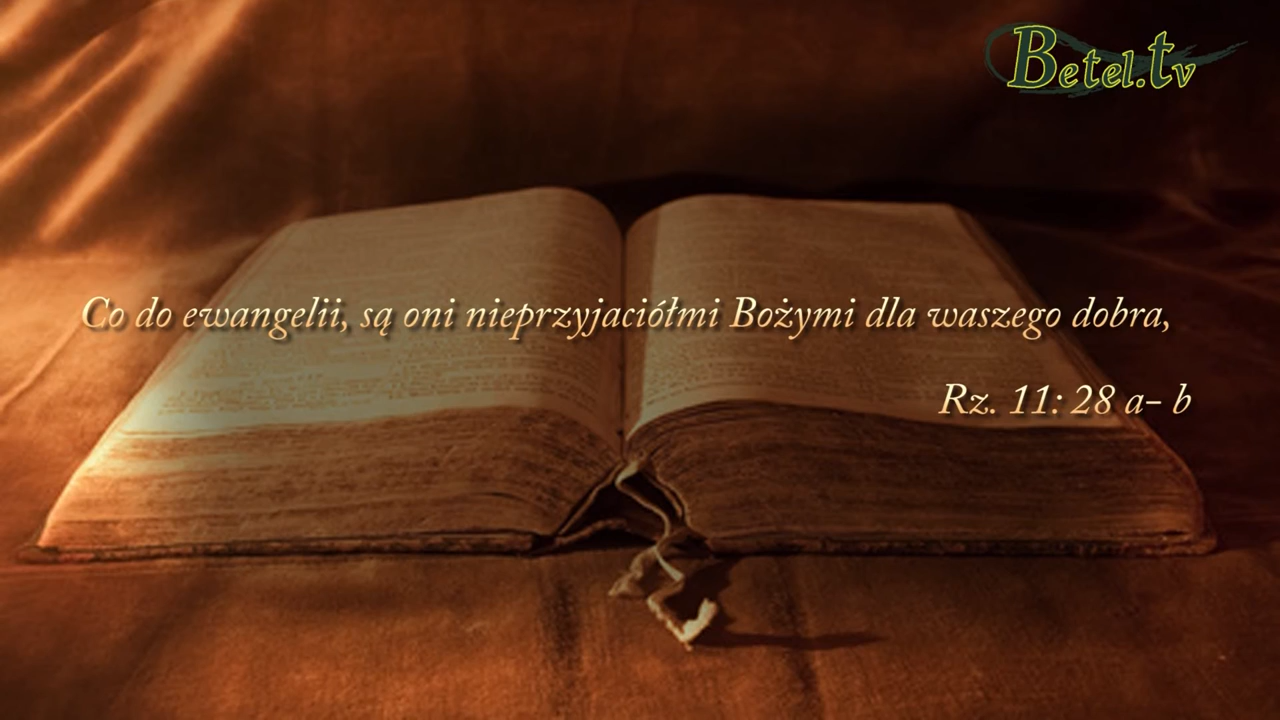 Betel.tv
Co do ewangelii, są oni nieprzyjaciółmi Bożymi dla waszego dobra,
Rz. 11: 28 a- b